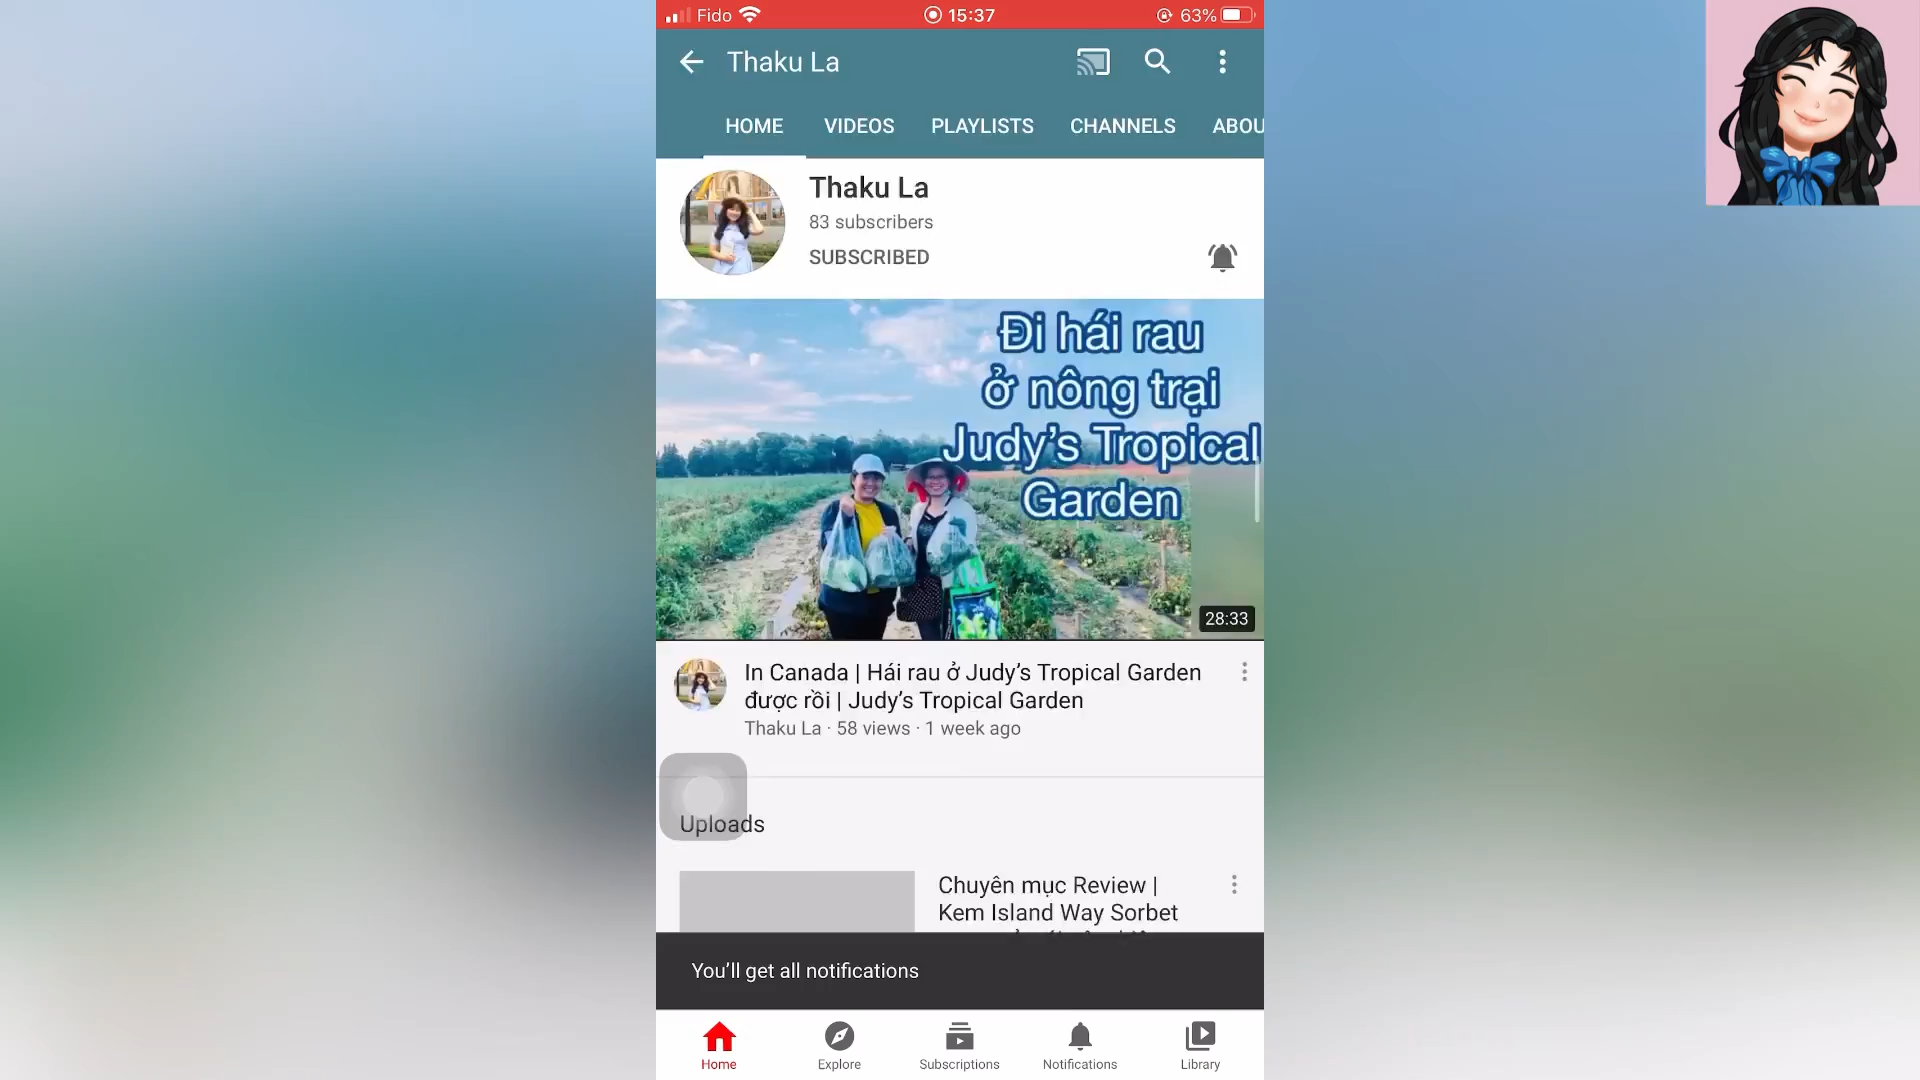 Fido 15:37 63%
Thaku La
HOME VIDEOS PLAYLISTS CHANNELS ABOU
Thaku La
83 subscribers
SUBSCRIBED
Đi hái rau
ở nông trại
Judy's Tropical
Garden
28:33
In Canada | Hái rau ở Judy’s Tropical Garden
được rồi | Judy’s Tropical Garden
Thaku La · 58 views · 1 week ago
Uploads
Chuyên mục Review |
Kem Island Way Sorbet
You’ll get all notifications
Home Explore Subscriptions Notifications Library